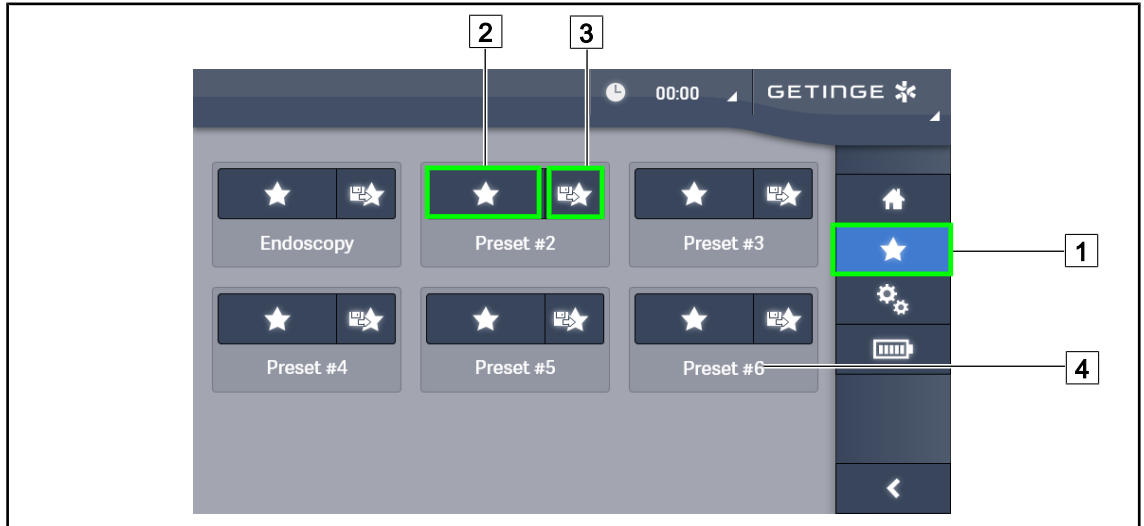 2 3
00:00 GETINGE
Endoscopy Preset #2 Preset #3
1
Preset #4 Preset #5 Preset #6
4